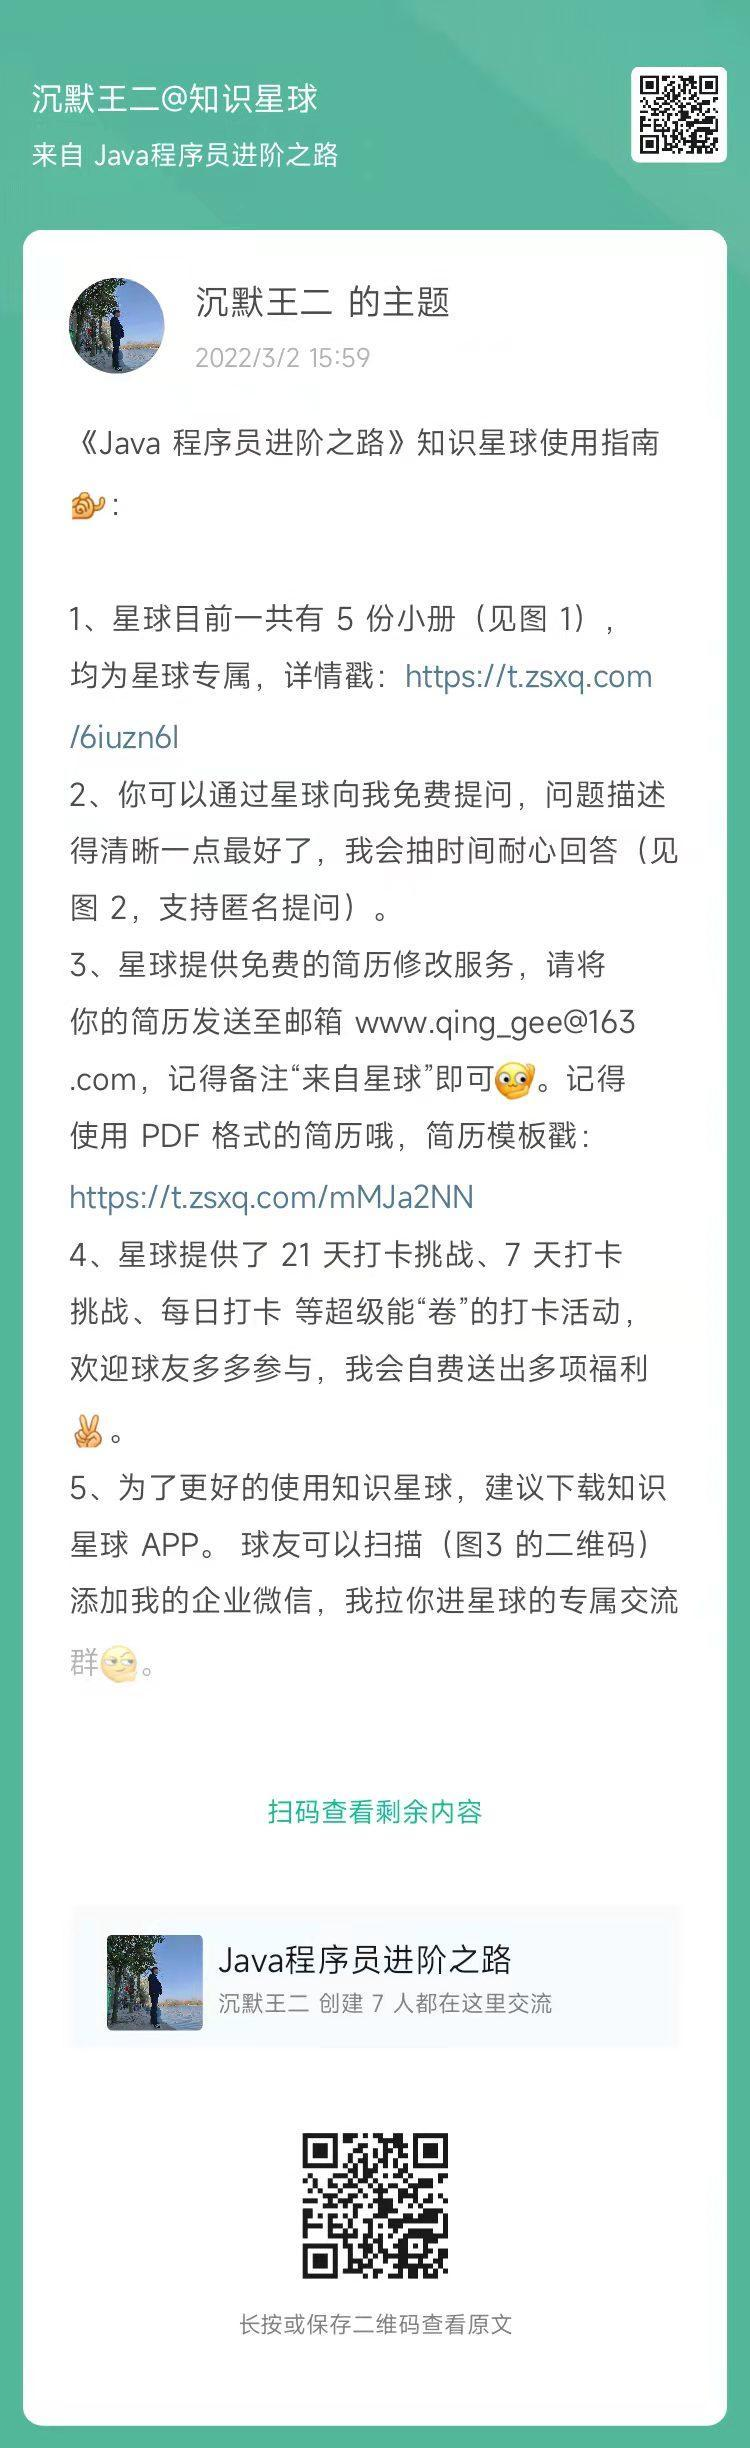 沉默王二@知识星球
来自 Java程序员进阶之路
沉默王二 的主题
2022/3/2 15:59
《Java 程序员进阶之路》知识星球使用指南
:
1、星球目前一共有 5 份小册（见图 1），
均为星球专属，详情戳：https://t.zsxq.com
/6iuzn6l
2、你可以通过星球向我免费提问，问题描述
得清晰一点最好了，我会抽时间耐心回答（见
图 2，支持匿名提问）。
3、星球提供免费的简历修改服务，请将
你的简历发送至邮箱 www.qing_gee@163
.com，记得备注“来自星球”即可。记得
使用 PDF 格式的简历哦，简历模板戳：
https://t.zsxq.com/mMJa2NN
4、星球提供了 21 天打卡挑战、7 天打卡
挑战、每日打卡 等超级能“卷”的打卡活动，
欢迎球友多多参与，我会自费送出多项福利
。
5、为了更好的使用知识星球，建议下载知识
星球 APP。 球友可以扫描（图3 的二维码）
添加我的企业微信，我拉你进星球的专属交流
群。
扫码查看剩余内容
Java程序员进阶之路
沉默王二 创建 7 人都在这里交流
长按或保存二维码查看原文